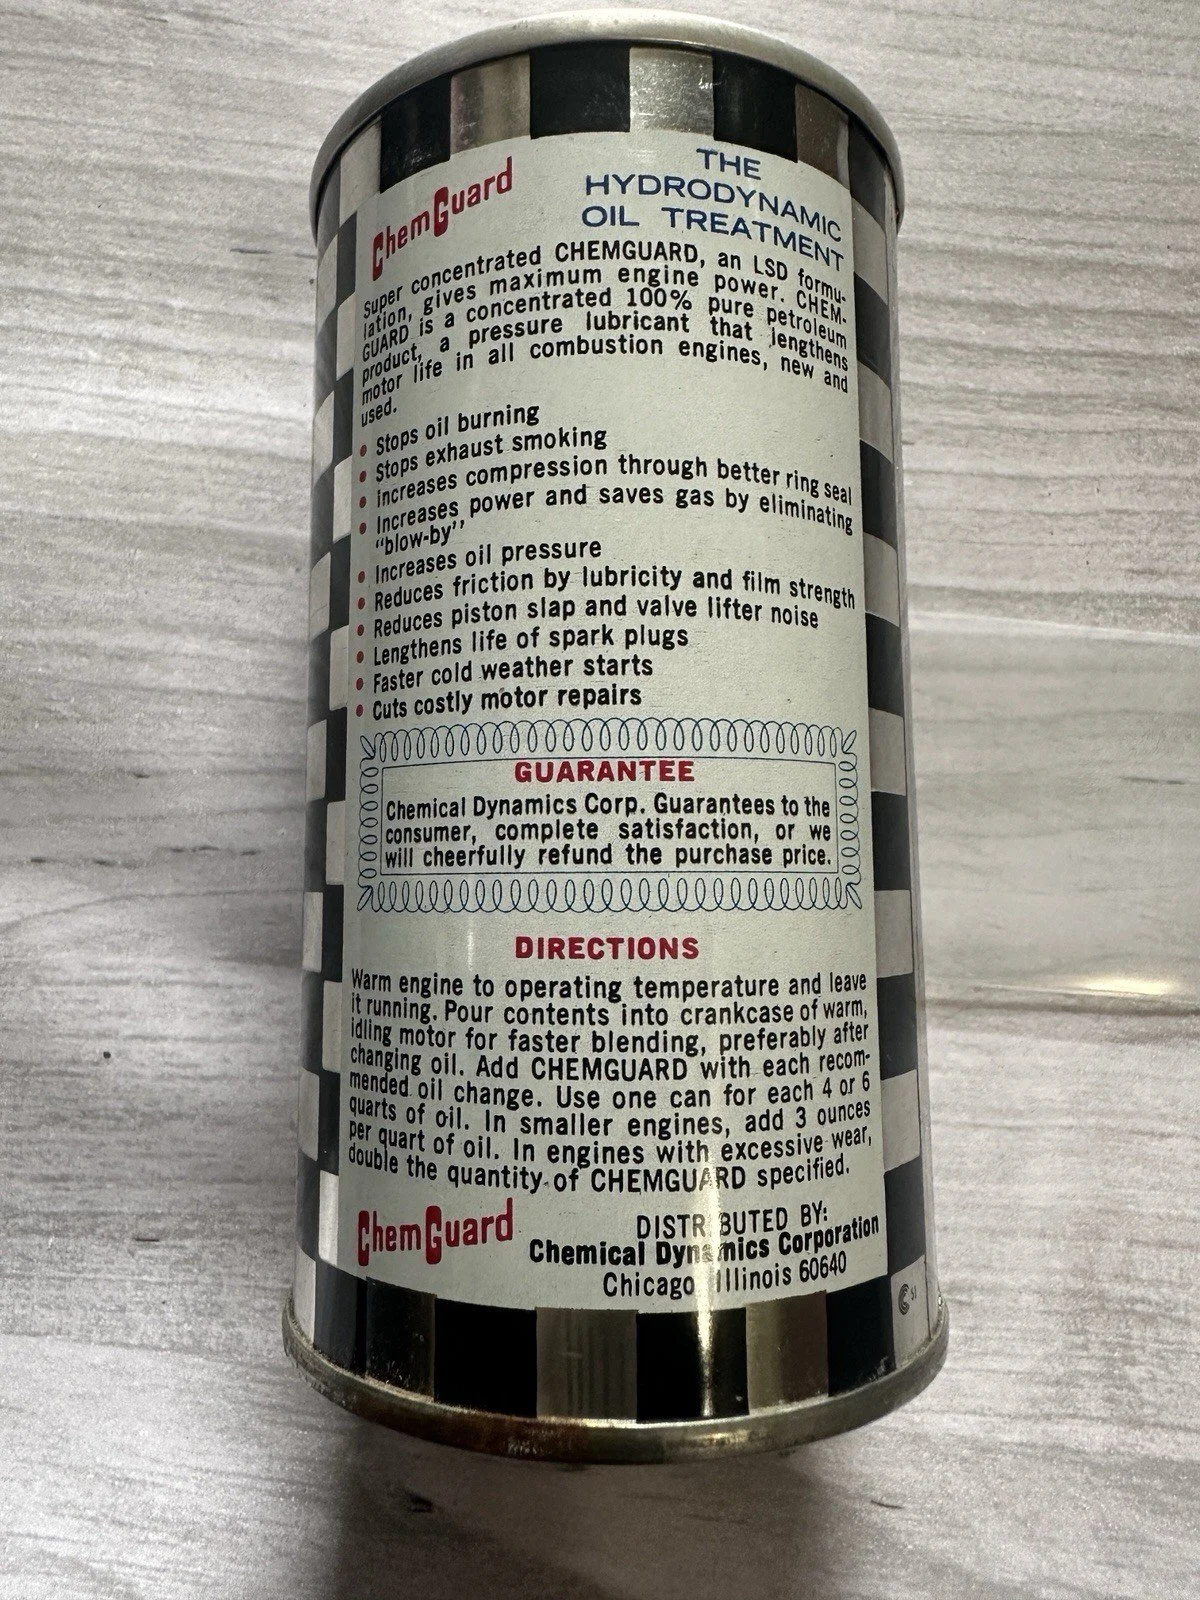 ChemGuard
THE
HYDRODYNAMIC
OIL TREATMENT
Super concentrated CHEMGUARD, an LSD formu-
lation, gives maximum engine power. CHEM-
GUARD is a concentrated 100% pure petroleum
product, a pressure lubricant that lengthens
motor life in all combustion engines, new and
used.
• Stops oil burning
• Stops exhaust smoking
• Increases compression through better ring seal
• Increases power and saves gas by eliminating
"blow-by"
• Increases oil pressure
• Reduces friction by lubricity and film strength
• Reduces piston slap and valve lifter noise
• Lengthens life of spark plugs
• Faster cold weather starts
• Cuts costly motor repairs
GUARANTEE
Chemical Dynamics Corp. Guarantees to the
consumer, complete satisfaction, or we
will cheerfully refund the purchase price.
DIRECTIONS
Warm engine to operating temperature and leave
it running. Pour contents into crankcase of warm,
idling motor for faster blending, preferably after
changing oil. Add CHEMGUARD with each recom-
mended oil change. Use one can for each 4 or 6
quarts of oil. In smaller engines, add 3 ounces
per quart of oil. In engines with excessive wear,
double the quantity of CHEMGUARD specified.
ChemGuard
DISTRIBUTED BY:
Chemical Dynamics Corporation
Chicago Illinois 60640